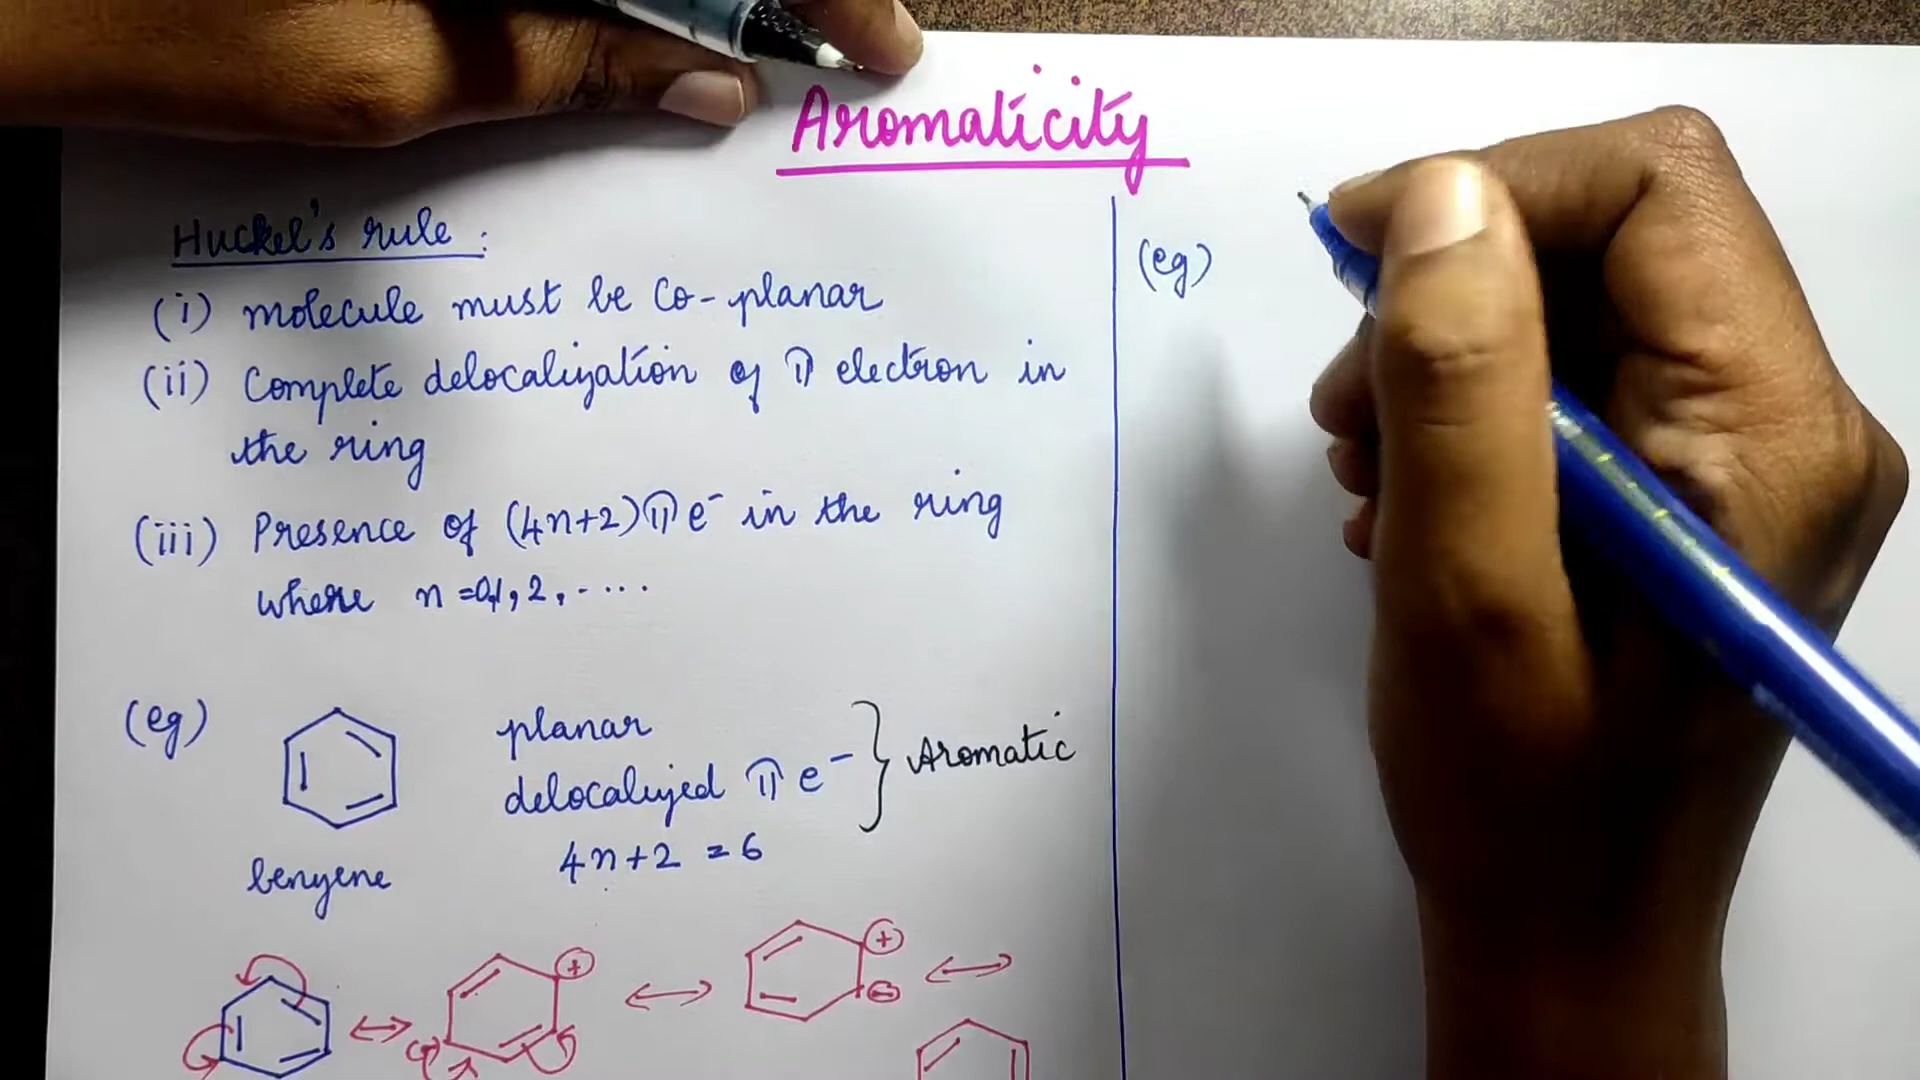 Aromaticity
Huckel's rule :
(i) molecule must be co-planar
(ii) Complete delocalization of π electron in
the ring
(iii) Presence of (4n+2)π e⁻ in the ring
where n =0,1,2, - ....
(eg)
planar
delocalized π e⁻ } Aromatic
4n+2 = 6
benzene
(eg)